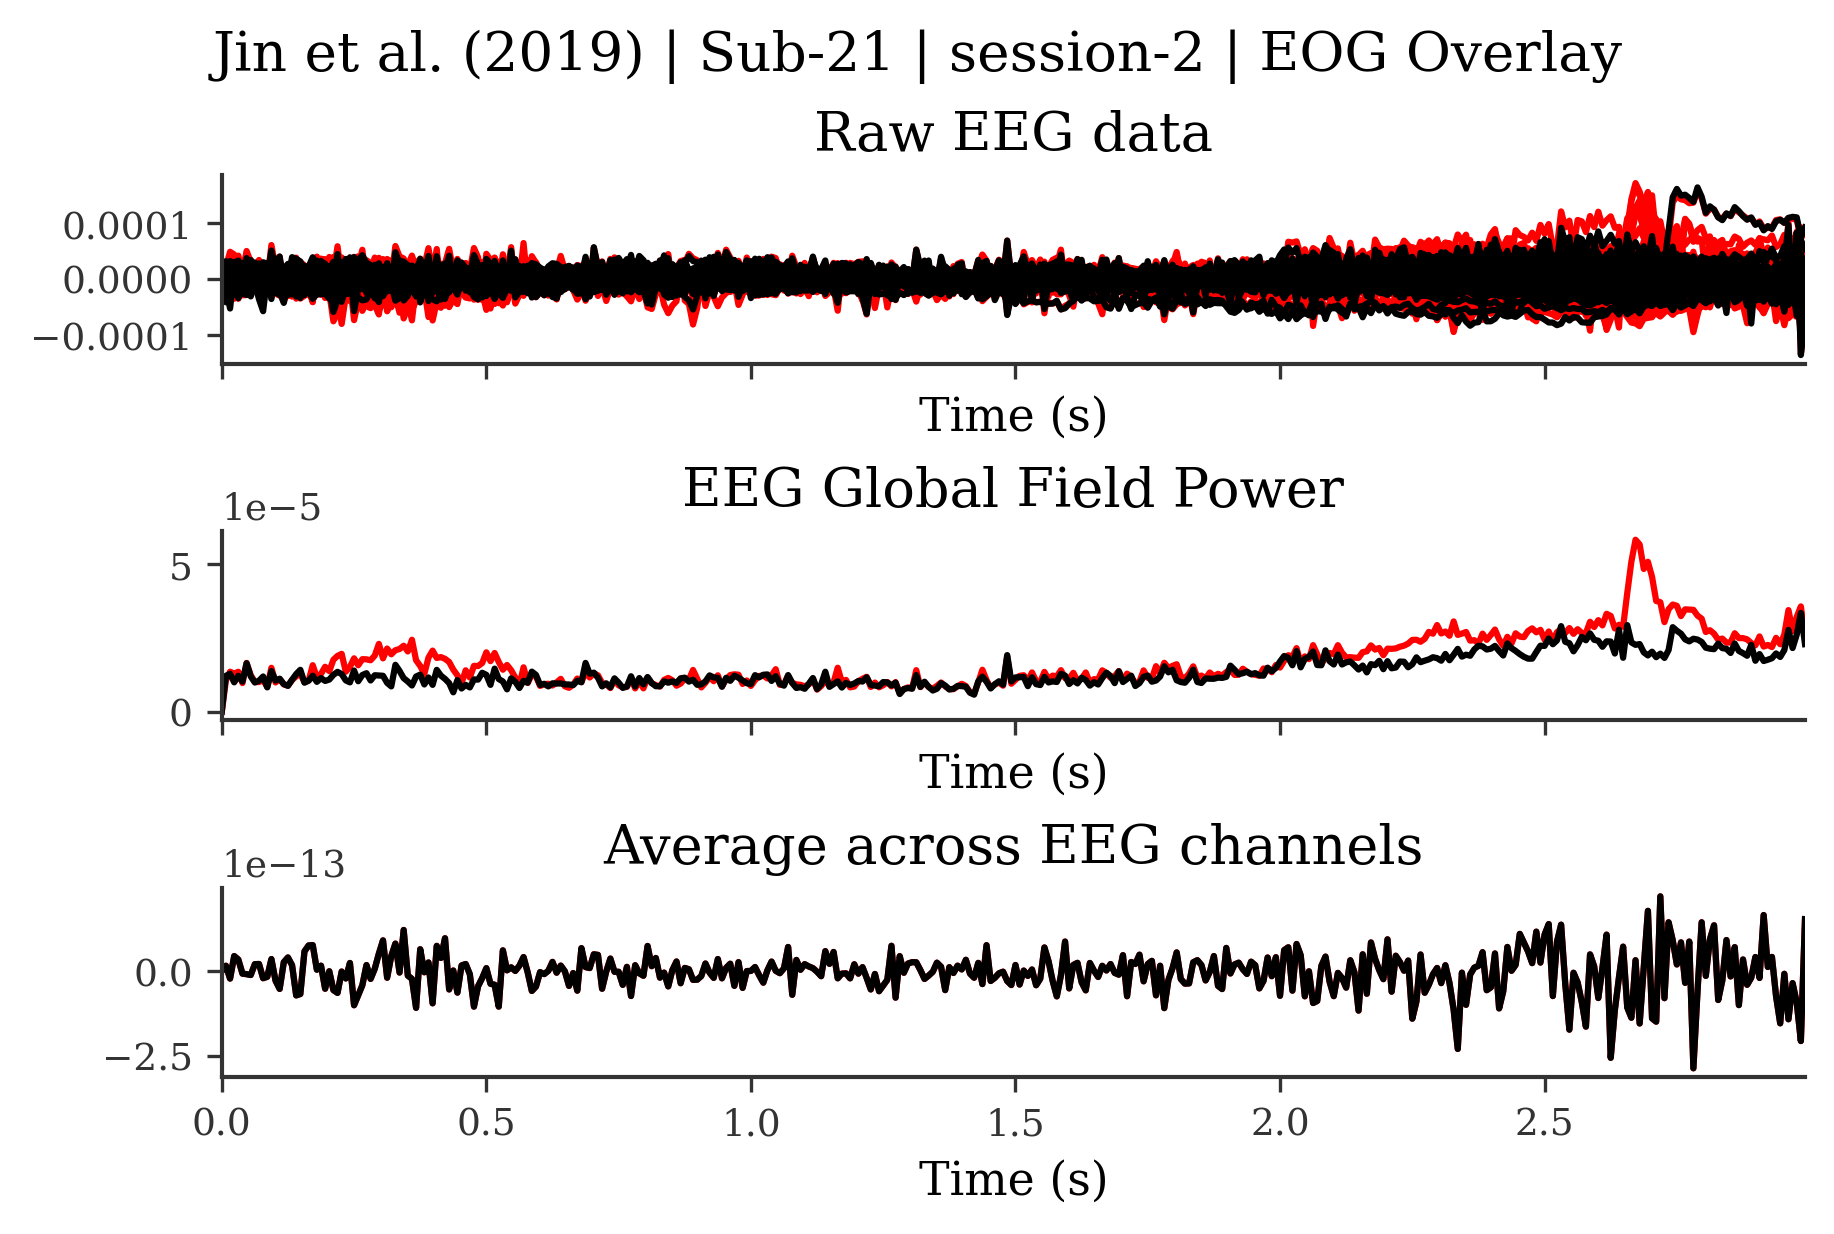 Jin et al. (2019) | Sub-21 | session-2 | EOG Overlay
Raw EEG data
0.0001
0.0000
−0.0001
Time (s)
EEG Global Field Power
1e−5
5
0
Time (s)
Average across EEG channels
1e−13
0.0
−2.5
0.0 0.5 1.0 1.5 2.0 2.5
Time (s)